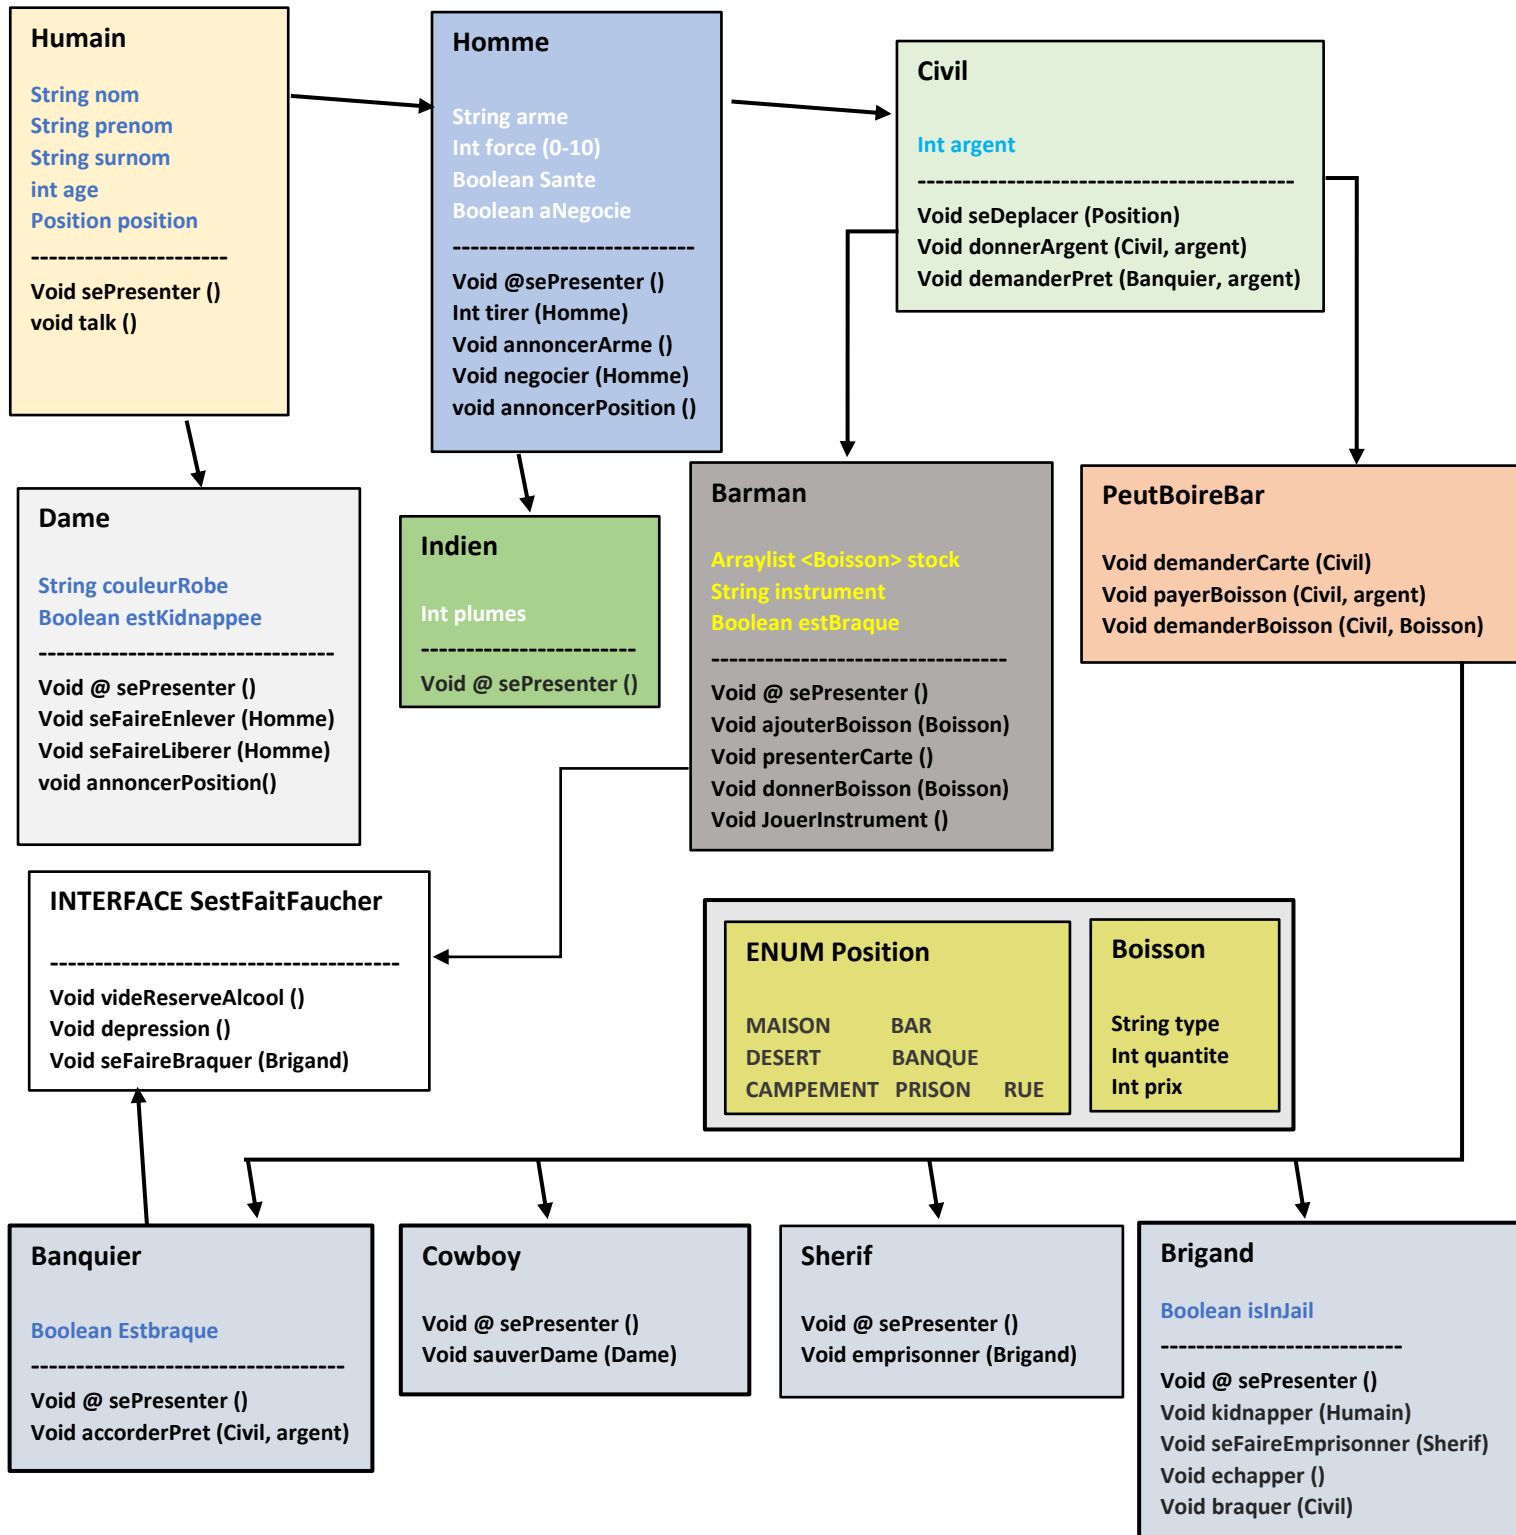 Humain
String nom
String prenom
String surnom
int age
Position position
----------------------
Void sePresenter ()
void talk ()
Homme
String arme
Int force (0-10)
Boolean Sante
Boolean aNegocie
---------------------------
Void @sePresenter ()
Int tirer (Homme)
Void annoncerArme ()
Void negocier (Homme)
void annoncerPosition ()
Civil
Int argent
------------------------------------------
Void seDeplacer (Position)
Void donnerArgent (Civil, argent)
Void demanderPret (Banquier, argent)
Dame
String couleurRobe
Boolean estKidnappee
---------------------------------
Void @ sePresenter ()
Void seFaireEnlever (Homme)
Void seFaireLiberer (Homme)
void annoncerPosition()
Indien
Int plumes
------------------------
Void @ sePresenter ()
Barman
Arraylist <Boisson> stock
String instrument
Boolean estBraque
---------------------------------
Void @ sePresenter ()
Void ajouterBoisson (Boisson)
Void presenterCarte ()
Void donnerBoisson (Boisson)
Void JouerInstrument ()
PeutBoireBar
Void demanderCarte (Civil)
Void payerBoisson (Civil, argent)
Void demanderBoisson (Civil, Boisson)
INTERFACE SestFaitFaucher
---------------------------------------
Void videReserveAlcool ()
Void depression ()
Void seFaireBraquer (Brigand)
ENUM Position
MAISON BAR
DESERT BANQUE
CAMPEMENT PRISON RUE
Boisson
String type
Int quantite
Int prix
Banquier
Boolean Estbraque
-----------------------------------
Void @ sePresenter ()
Void accorderPret (Civil, argent)
Cowboy
Void @ sePresenter ()
Void sauverDame (Dame)
Sherif
Void @ sePresenter ()
Void emprisonner (Brigand)
Brigand
Boolean isInJail
---------------------------
Void @ sePresenter ()
Void kidnapper (Humain)
Void seFaireEmprisonner (Sherif)
Void echapper ()
Void braquer (Civil)